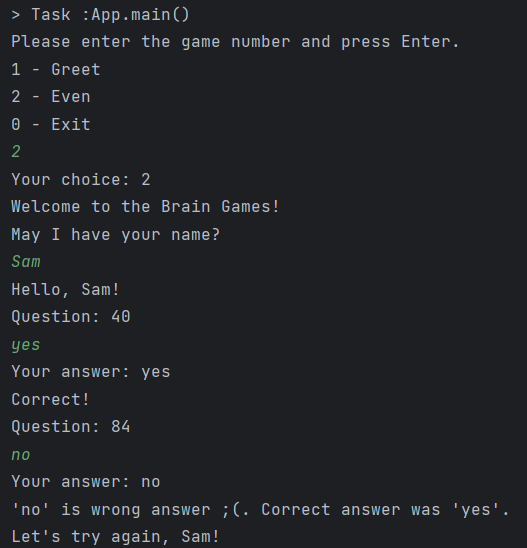 > Task :App.main()
Please enter the game number and press Enter.
1 - Greet
2 - Even
0 - Exit
2
Your choice: 2
Welcome to the Brain Games!
May I have your name?
Sam
Hello, Sam!
Question: 40
yes
Your answer: yes
Correct!
Question: 84
no
Your answer: no
'no' is wrong answer ;(. Correct answer was 'yes'.
Let's try again, Sam!